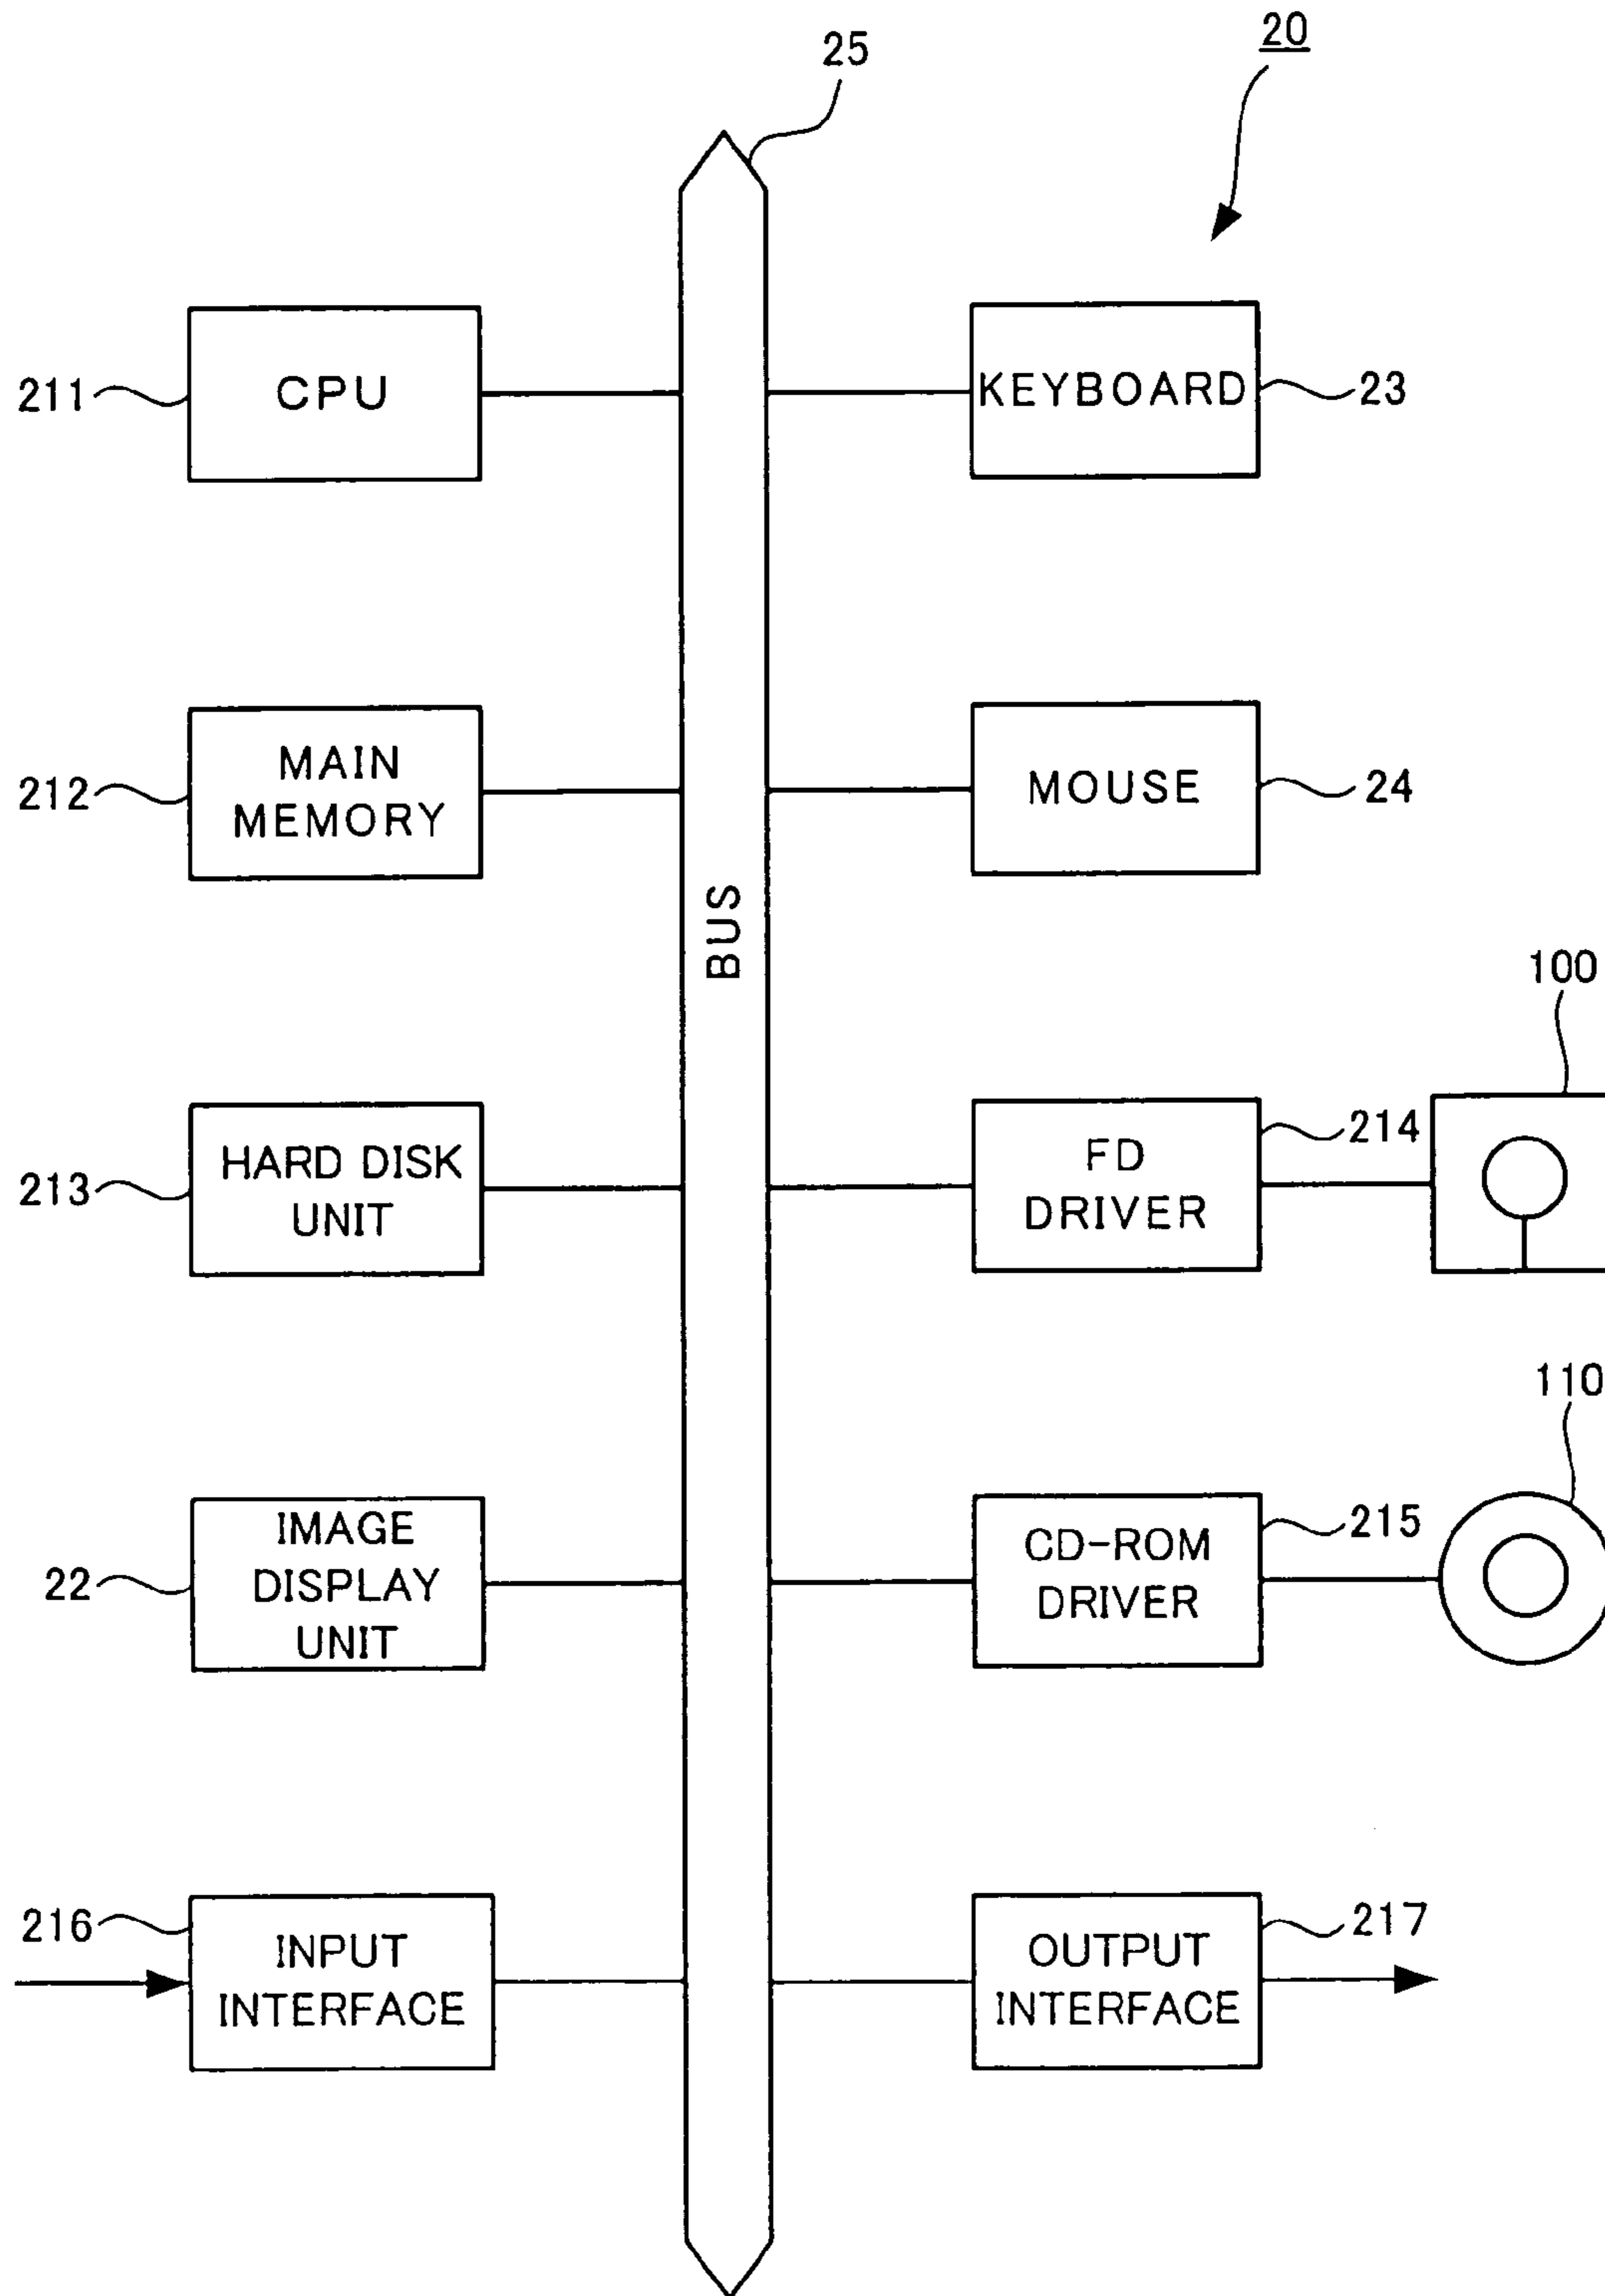 20
25
CPU
211
KEYBOARD
23
MAIN
MEMORY
212
MOUSE
24
BUS
100
HARD DISK
UNIT
213
FD
DRIVER
214
110
IMAGE
DISPLAY
UNIT
22
CD-ROM
DRIVER
215
216
INPUT
INTERFACE
OUTPUT
INTERFACE
217